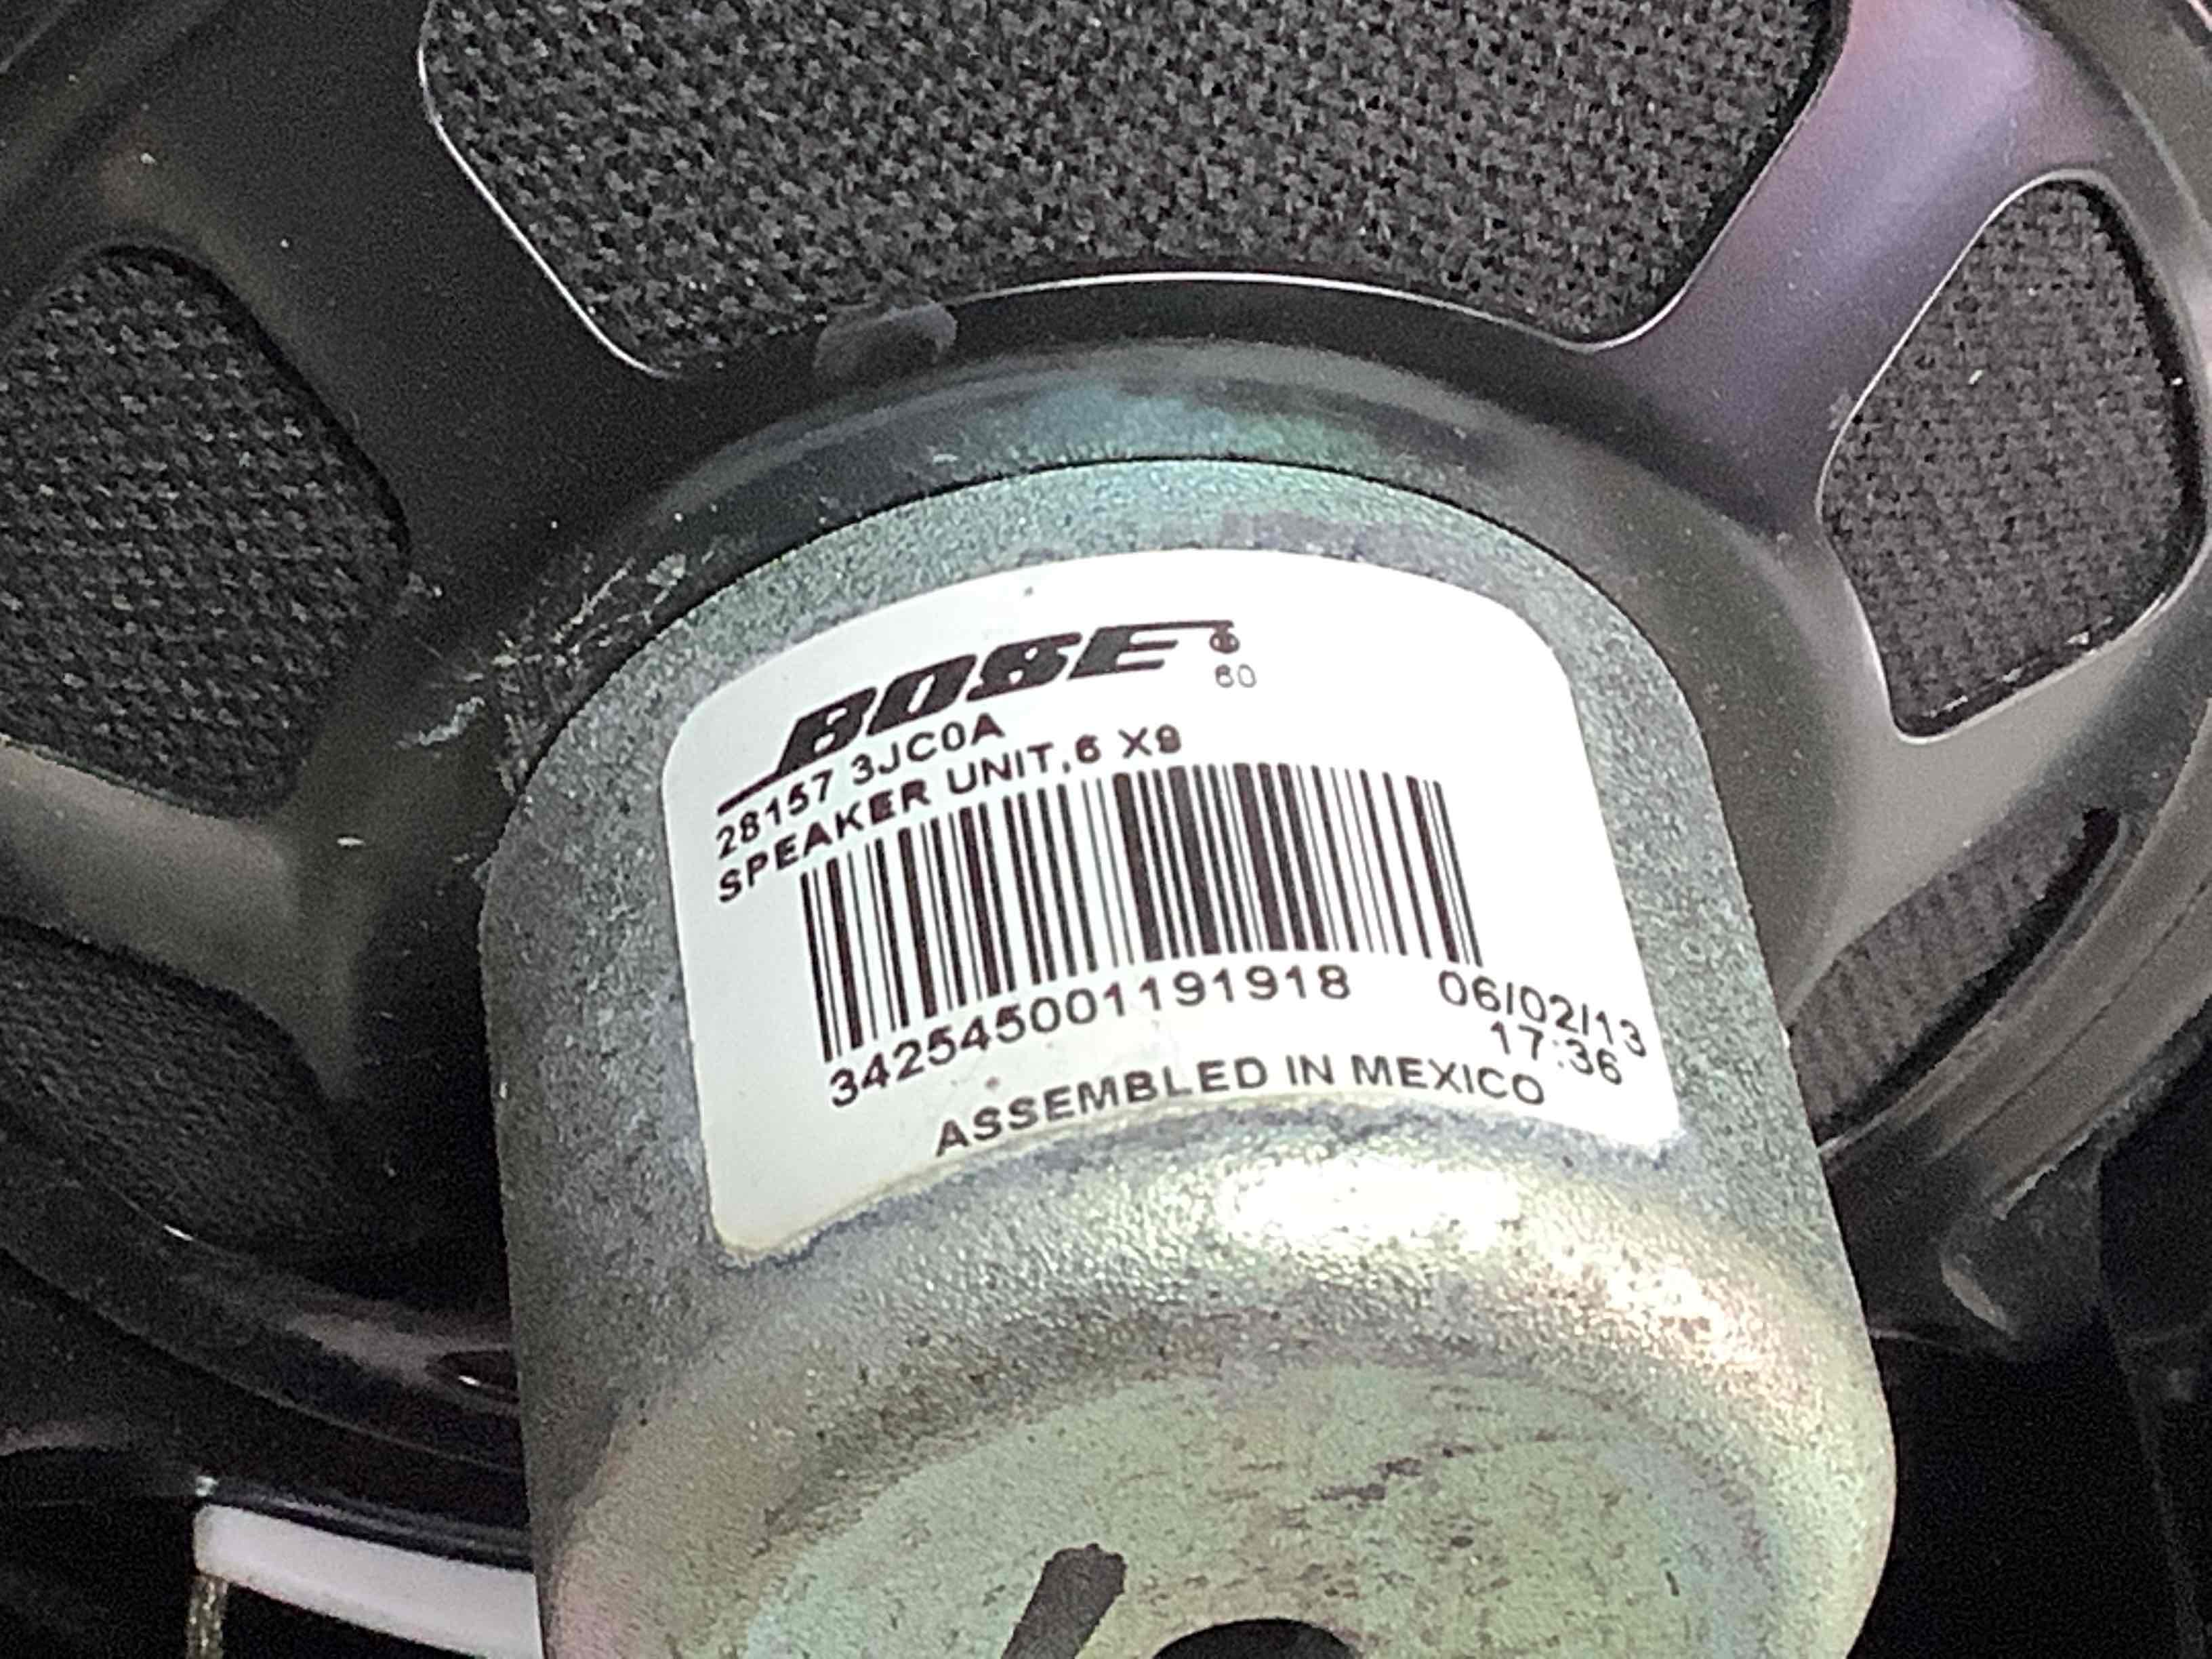 BOSE®
60
28157 3JC0A
SPEAKER UNIT,6 X9
342545001191918
06/02/13
17:36
ASSEMBLED IN MEXICO